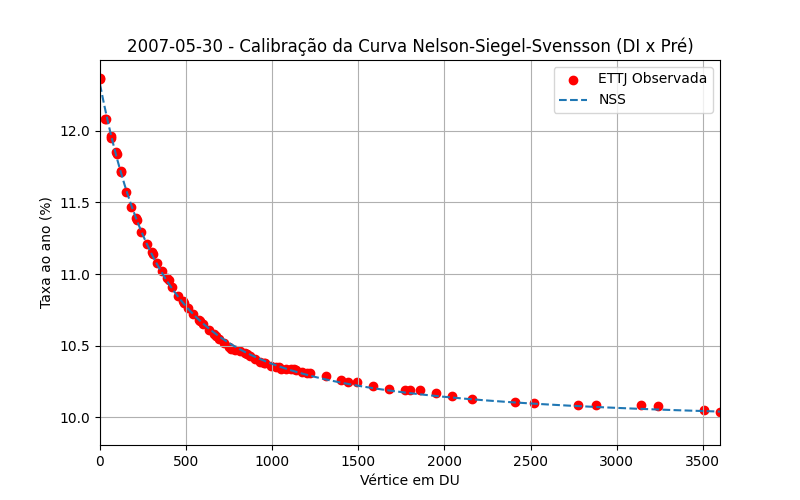 2007-05-30 - Calibração da Curva Nelson-Siegel-Svensson (DI x Pré)
ETTJ Observada
NSS
Taxa ao ano (%)
12.0
11.5
11.0
10.5
10.0
0 500 1000 1500 2000 2500 3000 3500
Vértice em DU